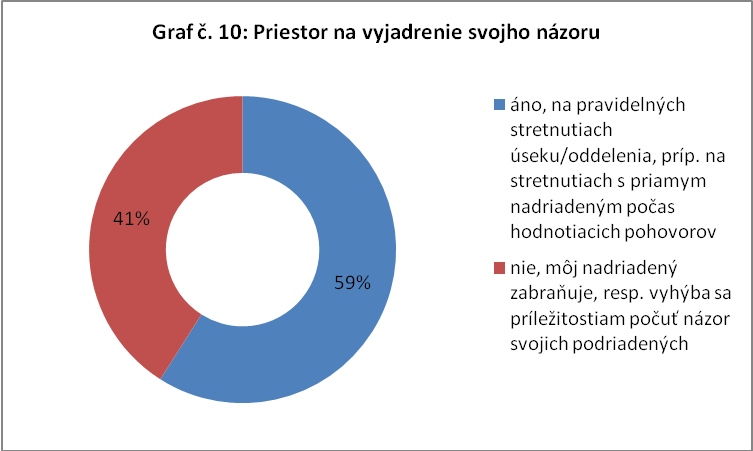 Graf č. 10: Priestor na vyjadrenie svojho názoru
áno, na pravidelných
stretnutiach
úseku/oddelenia, príp. na
stretnutiach s priamym
nadriadeným počas
hodnotiacich pohovorov
nie, môj nadriadený
zabraňuje, resp. vyhýba sa
príležitostiam počuť názor
svojich podriadených
41%
59%